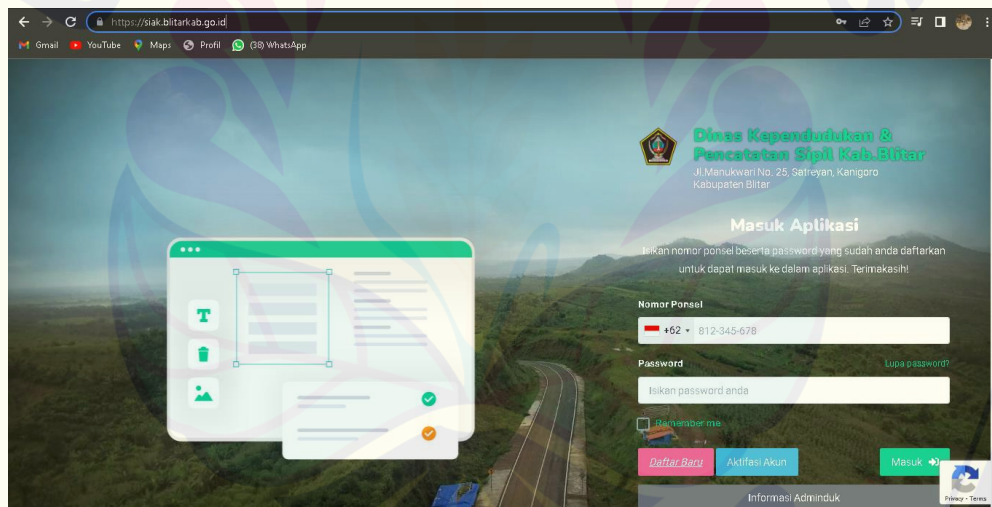 https://siak.blitarkab.go.id
Gmail YouTube Maps Profil (38) WhatsApp
Dinas Kependudukan &
Pencatatan Sipil Kab.Blitar
Jl.Manukwari No. 25, Satreyan, Kanigoro
Kabupaten Blitar
Masuk Aplikasi
Isikan nomor ponsel beserta password yang sudah anda daftarkan
untuk dapat masuk ke dalam aplikasi. Terimakasih!
Nomor Ponsel
+62 812-345-678
Password Lupa password?
Isikan password anda
Remember me
Daftar Baru Aktifasi Akun Masuk
Informasi Adminduk
Privacy - Terms